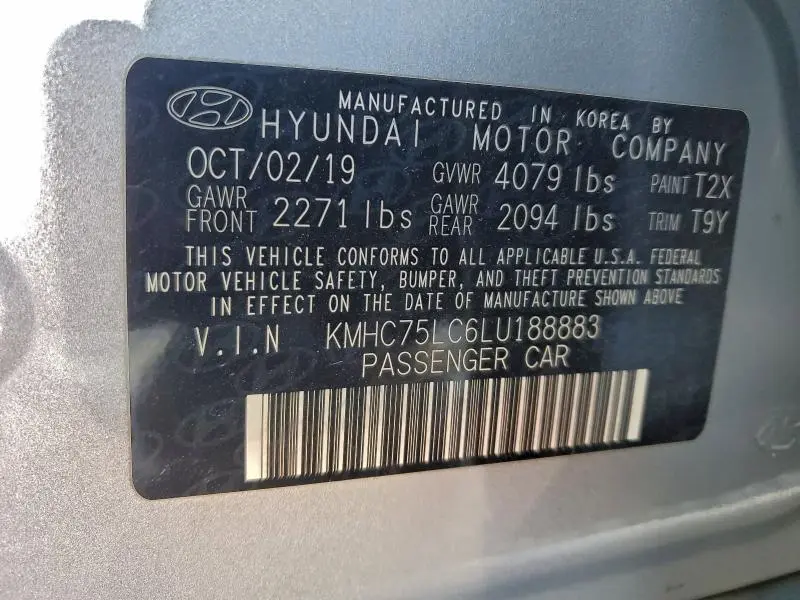 MANUFACTURED IN KOREA BY
HYUNDAI MOTOR COMPANY
OCT/02/19 GVWR 4079 lbs PAINT T2X
GAWR FRONT 2271 lbs GAWR REAR 2094 lbs TRIM T9Y
THIS VEHICLE CONFORMS TO ALL APPLICABLE U.S.A. FEDERAL
MOTOR VEHICLE SAFETY, BUMPER, AND THEFT PREVENTION STANDARDS
IN EFFECT ON THE DATE OF MANUFACTURE SHOWN ABOVE
V.I.N KMHC75LC6LU188883
PASSENGER CAR